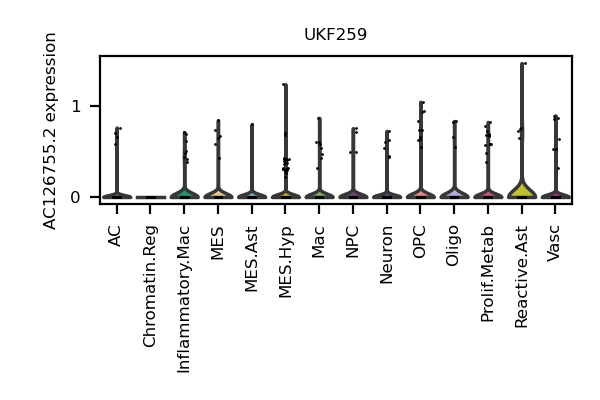 UKF259
AC126755.2 expression
1
0
AC
Chromatin.Reg
Inflammatory.Mac
MES
MES.Ast
MES.Hyp
Mac
NPC
Neuron
OPC
Oligo
Prolif.Metab
Reactive.Ast
Vasc